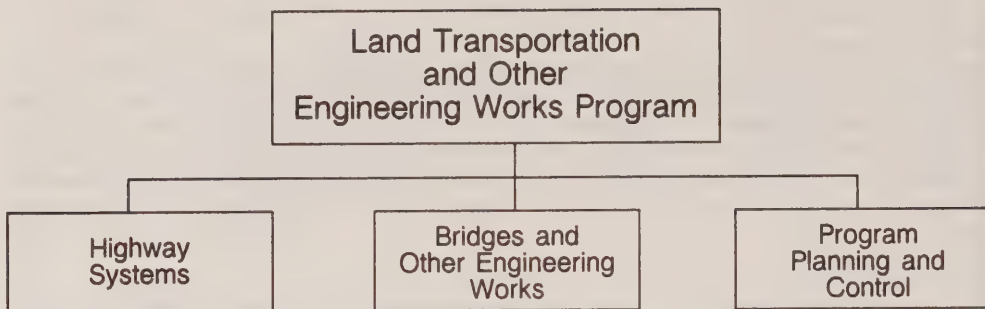 Land Transportation
and Other
Engineering Works Program
Highway
Systems
Bridges and
Other Engineering
Works
Program
Planning and
Control